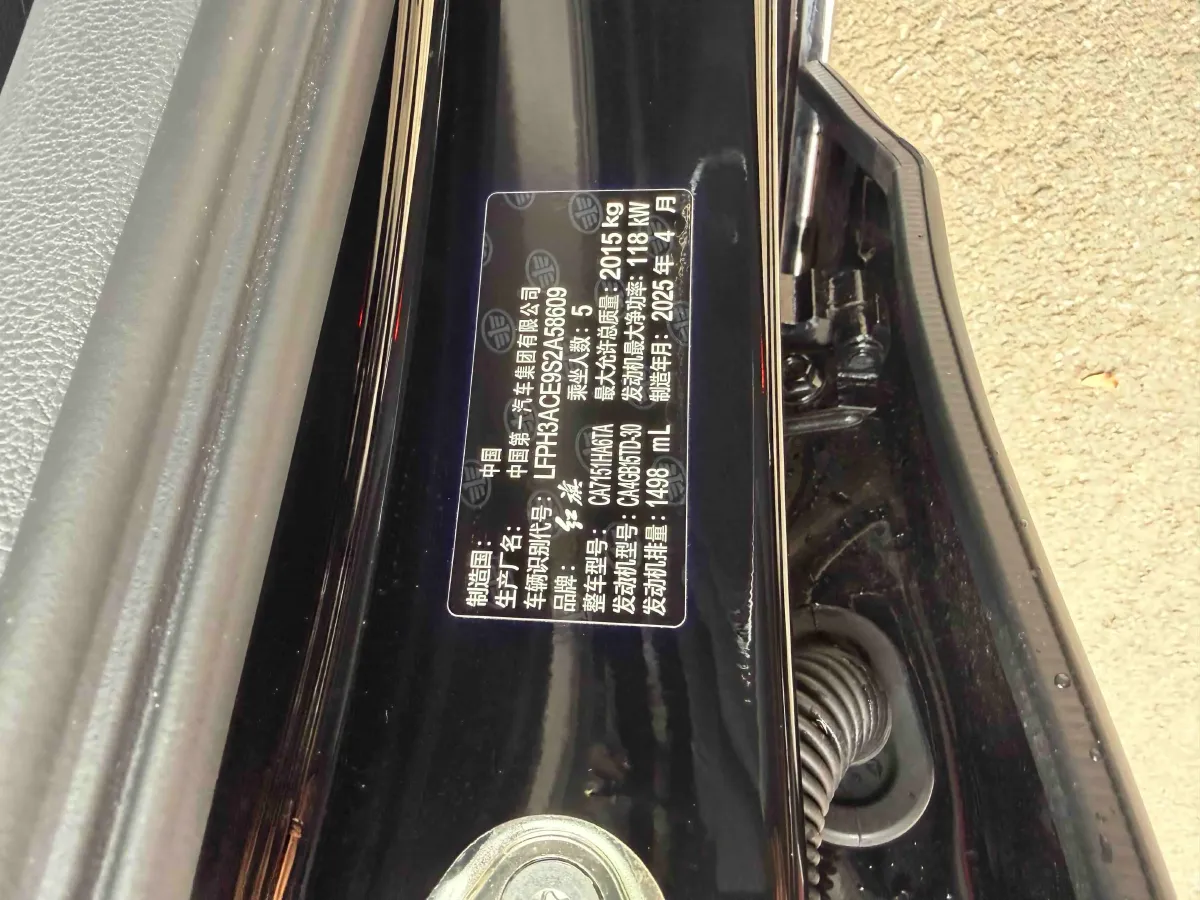 制造国： 中国
生产厂名： 中国第一汽车集团有限公司
车辆识别代号： LFPH3ACE9S2A58609
品牌： 红旗 乘坐人数： 5
整车型号： CA7151HA6TA 最大允许总质量： 2015 kg
发动机型号： CA4GB15TD-30 发动机最大净功率： 118 kW
发动机排量： 1498 mL 制造年月： 2025 年 4 月